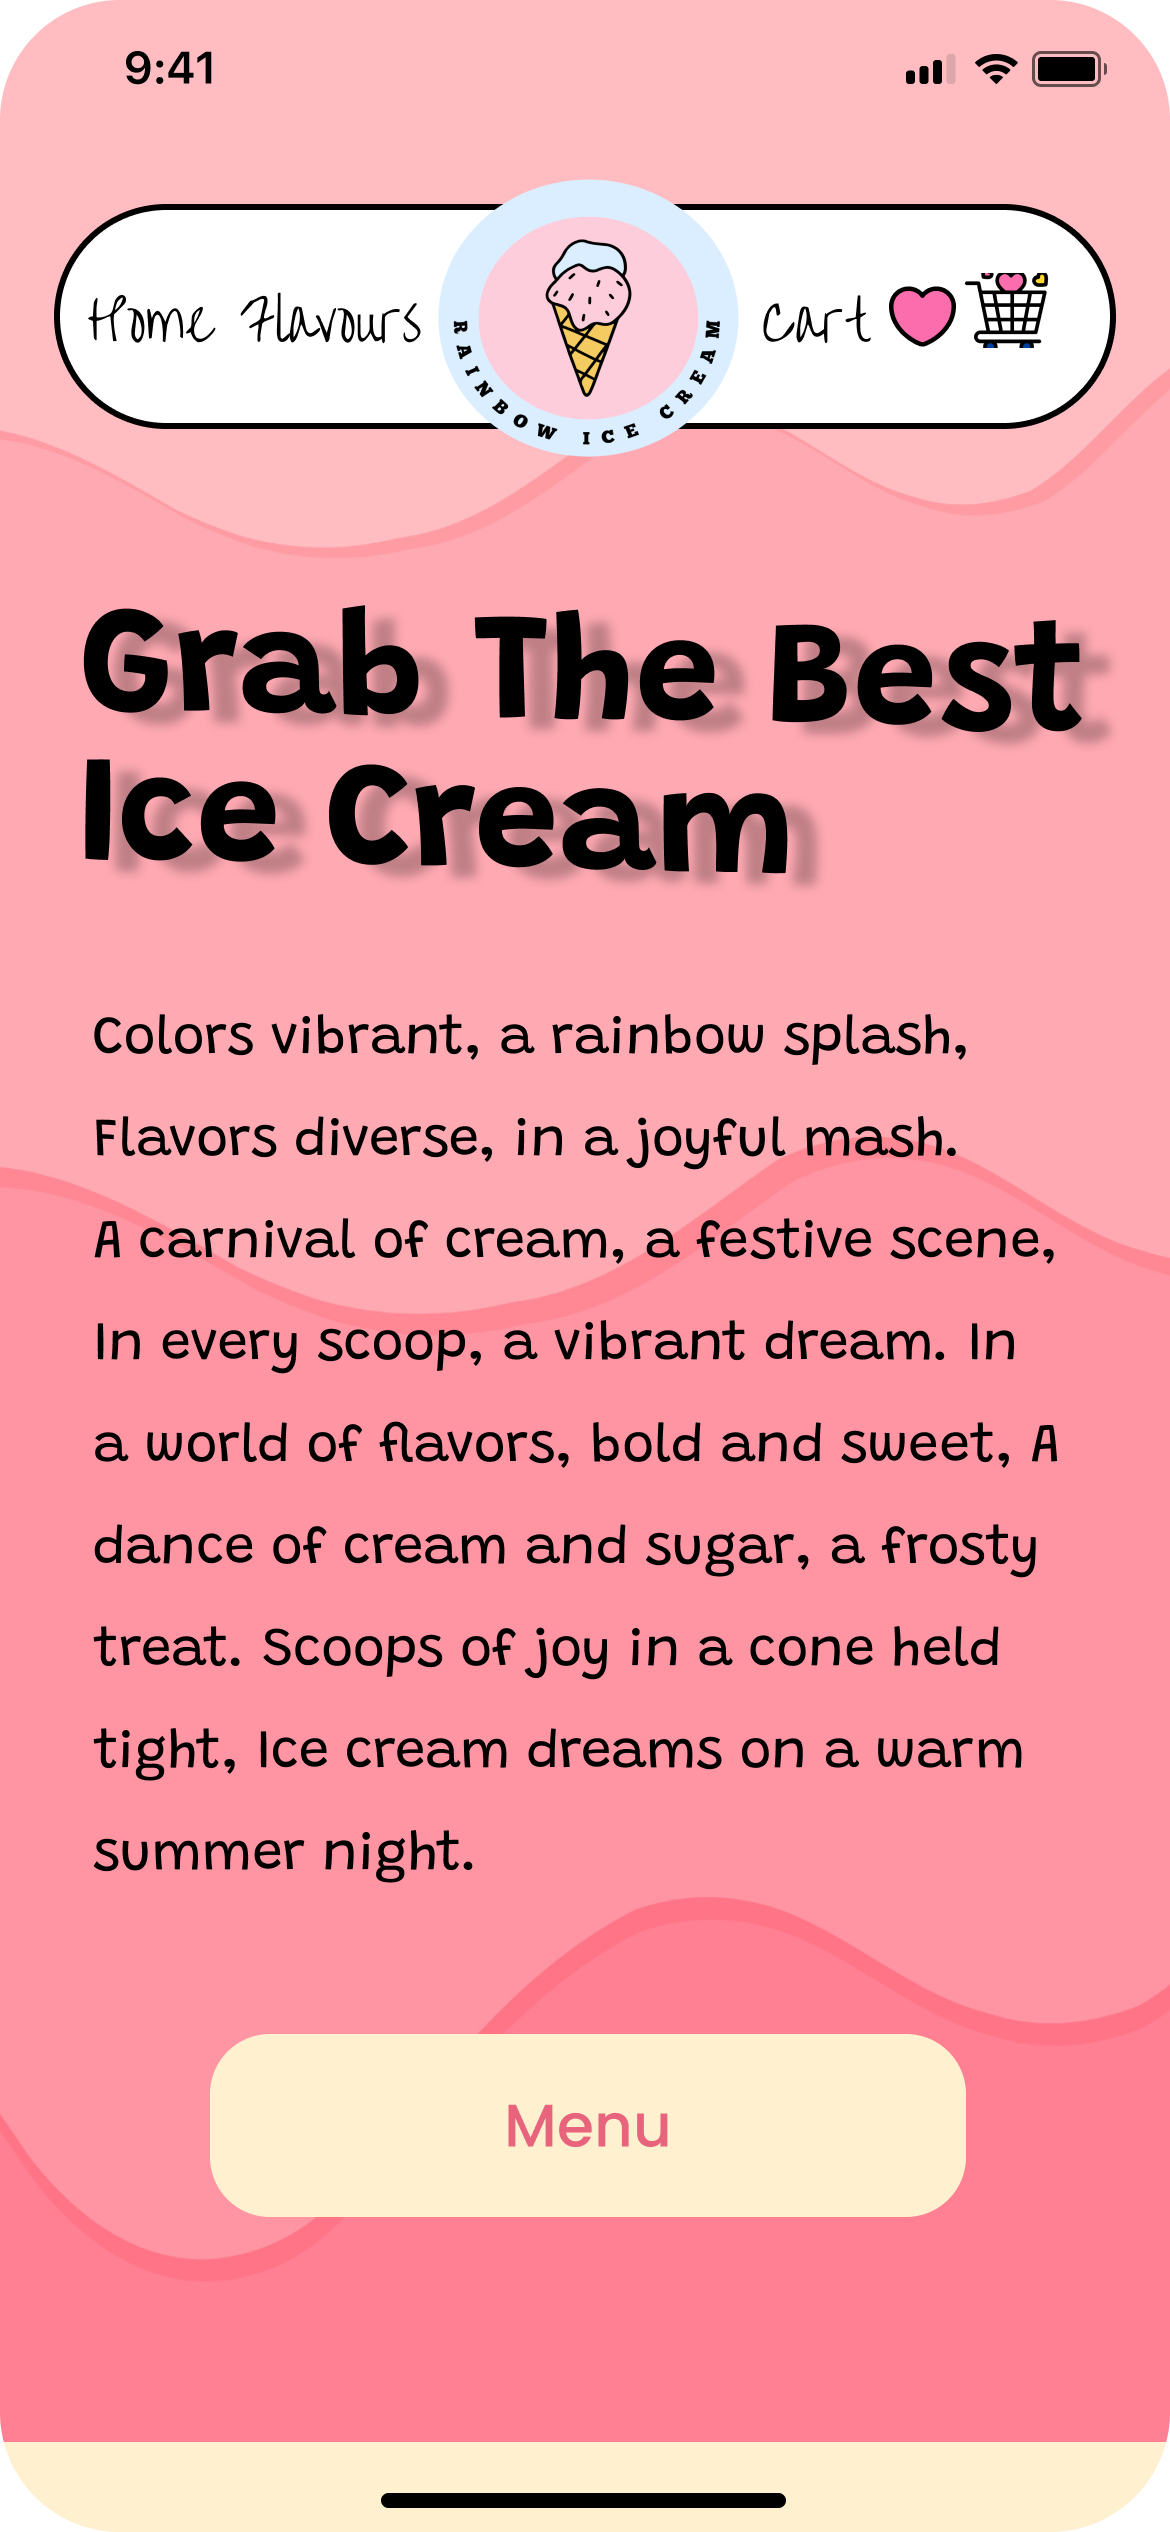 9:41
Home Flavours
RAINBOW ICE CREAM
Cart
Grab The Best
Ice Cream
Colors vibrant, a rainbow splash,
Flavors diverse, in a joyful mash.
A carnival of cream, a festive scene,
In every scoop, a vibrant dream. In
a world of flavors, bold and sweet, A
dance of cream and sugar, a frosty
treat. Scoops of joy in a cone held
tight, Ice cream dreams on a warm
summer night.
Menu